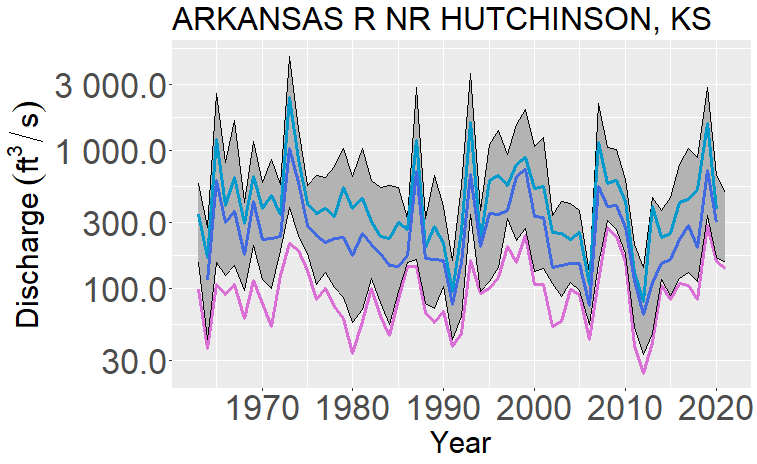 ARKANSAS R NR HUTCHINSON, KS
Discharge (ft³/s)
3 000.0
1 000.0
300.0
100.0
30.0
1970 1980 1990 2000 2010 2020
Year